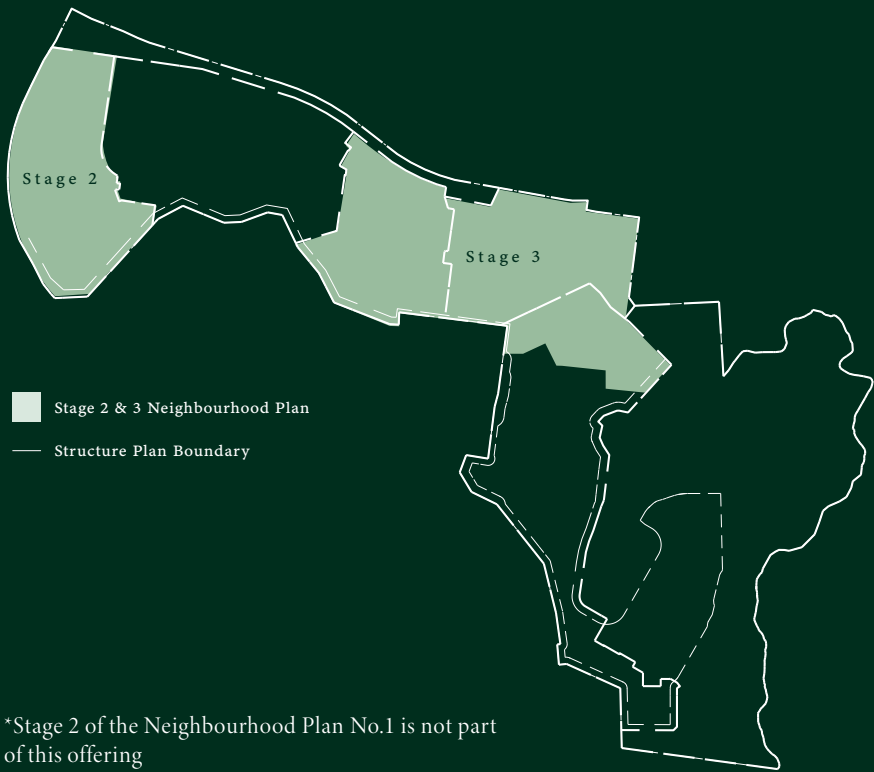 Stage 2
Stage 3
Stage 2 & 3 Neighbourhood Plan
Structure Plan Boundary
*Stage 2 of the Neighbourhood Plan No.1 is not part
of this offering